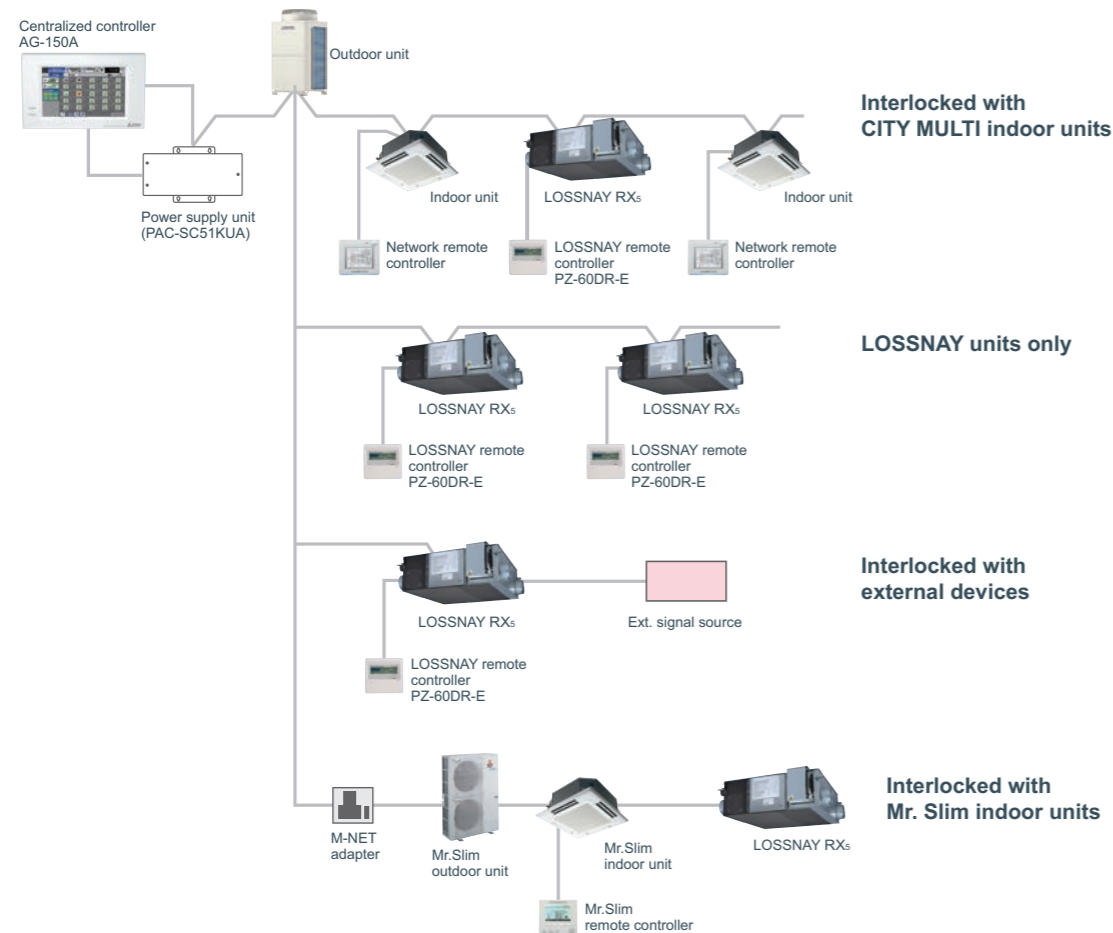 Centralized controller
AG-150A
Outdoor unit
Interlocked with
CITY MULTI indoor units
Indoor unit
LOSSNAY RX5
Indoor unit
Power supply unit
(PAC-SC51KUA)
Network remote
controller
LOSSNAY remote
controller
PZ-60DR-E
Network remote
controller
LOSSNAY units only
LOSSNAY RX5
LOSSNAY RX5
LOSSNAY remote
controller
PZ-60DR-E
LOSSNAY remote
controller
PZ-60DR-E
Interlocked with
external devices
LOSSNAY RX5
Ext. signal source
LOSSNAY remote
controller
PZ-60DR-E
Interlocked with
Mr. Slim indoor units
M-NET
adapter
Mr.Slim
outdoor unit
Mr.Slim
indoor unit
LOSSNAY RX5
Mr.Slim
remote controller